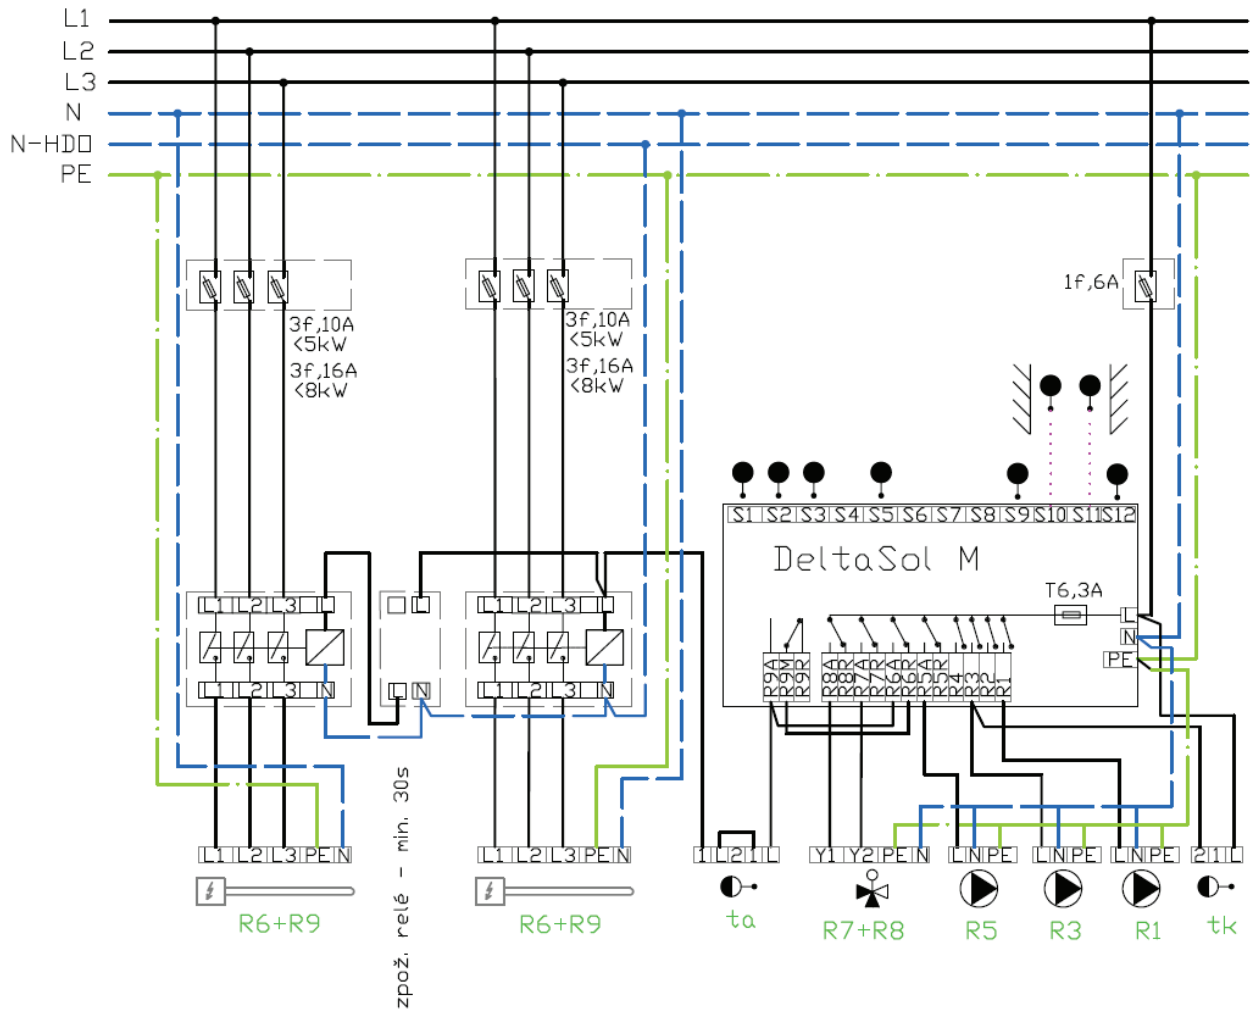 L1
L2
L3
N
N-HDO
PE
3f,10A
<5kW
3f,16A
<8kW
3f,10A
<5kW
3f,16A
<8kW
1f,6A
S1 S2 S3 S4 S5 S6 S7 S8 S9 S10 S11 S12
DeltaSol M
T6,3A
L
N
PE
R9A R9M R9R R8A R8R R7A R7R R6A R6R R5A R5R R4 R3 R2 R1
L1 L2 L3 L
L
L1 L2 L3 L
L1 L2 L3 N
L N
L1 L2 L3 N
zpož. relé - min. 30s
L1 L2 L3 PE N
L1 L2 L3 PE N
1 L 2 1 L
Y1 Y2 PE N
L N PE
L N PE
L N PE
2 1 L
R6+R9
R6+R9
ta
R7+R8
R5
R3
R1
tk